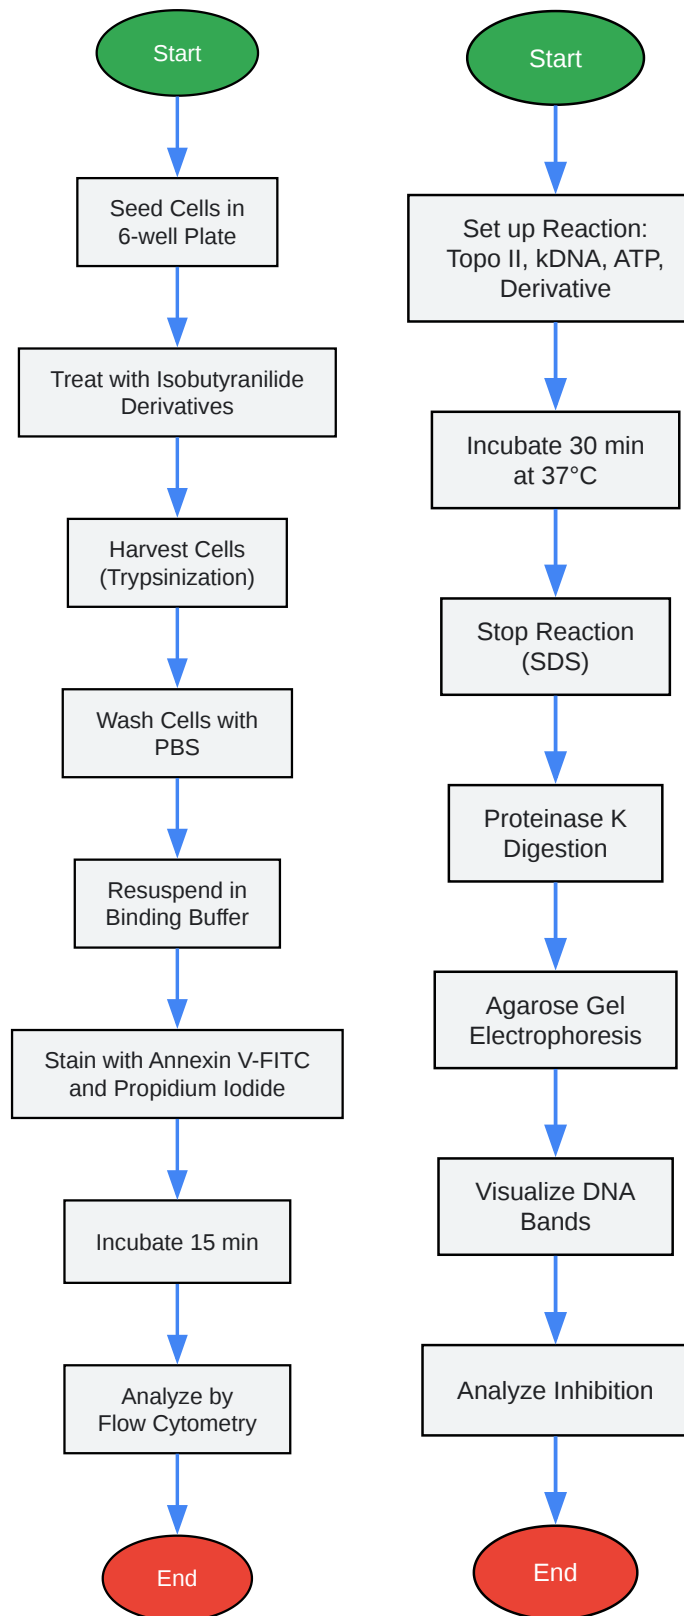 Start
Seed Cells in
6-well Plate
Treat with Isobutyranilide
Derivatives
Harvest Cells
(Trypsinization)
Wash Cells with
PBS
Resuspend in
Binding Buffer
Stain with Annexin V-FITC
and Propidium Iodide
Incubate 15 min
Analyze by
Flow Cytometry
End
Start
Set up Reaction:
Topo II, kDNA, ATP,
Derivative
Incubate 30 min
at 37°C
Stop Reaction
(SDS)
Proteinase K
Digestion
Agarose Gel
Electrophoresis
Visualize DNA
Bands
Analyze Inhibition
End